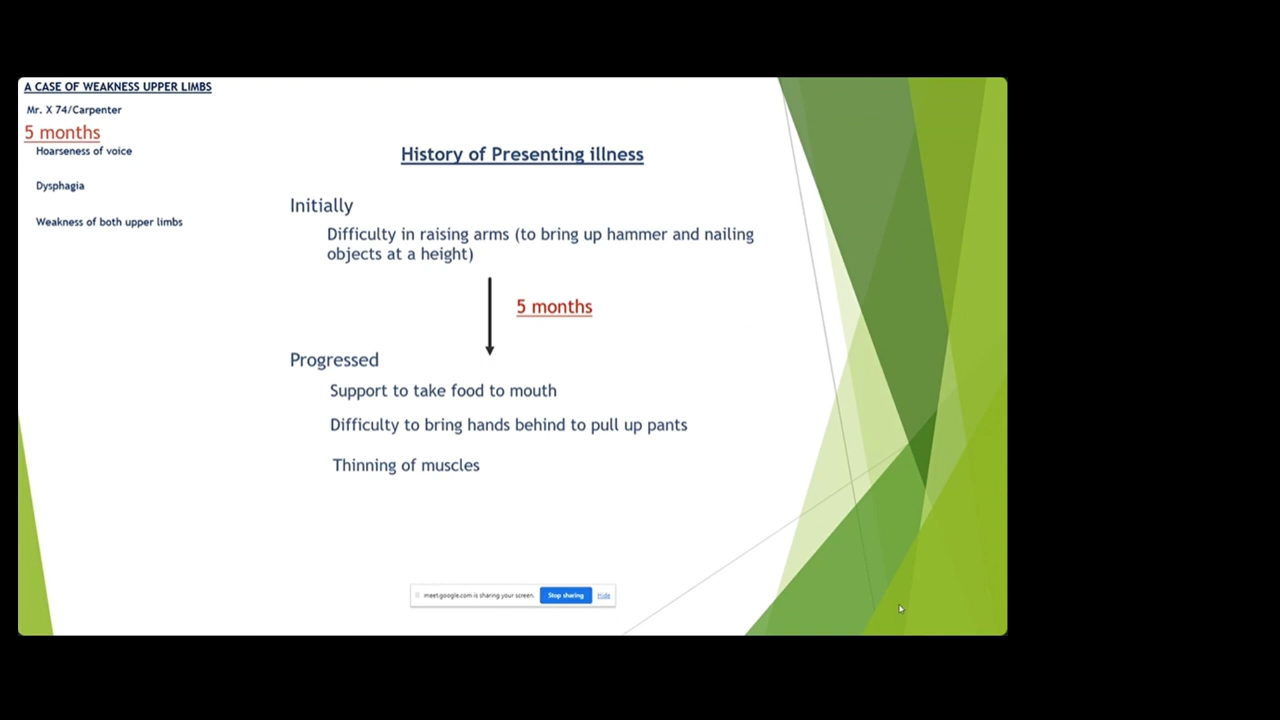 A CASE OF WEAKNESS UPPER LIMBS
Mr. X 74/Carpenter
5 months
Hoarseness of voice
Dysphagia
Weakness of both upper limbs
History of Presenting illness
Initially
Difficulty in raising arms (to bring up hammer and nailing
objects at a height)
5 months
Progressed
Support to take food to mouth
Difficulty to bring hands behind to pull up pants
Thinning of muscles
meet.google.com is sharing your screen.
Stop sharing
Hide